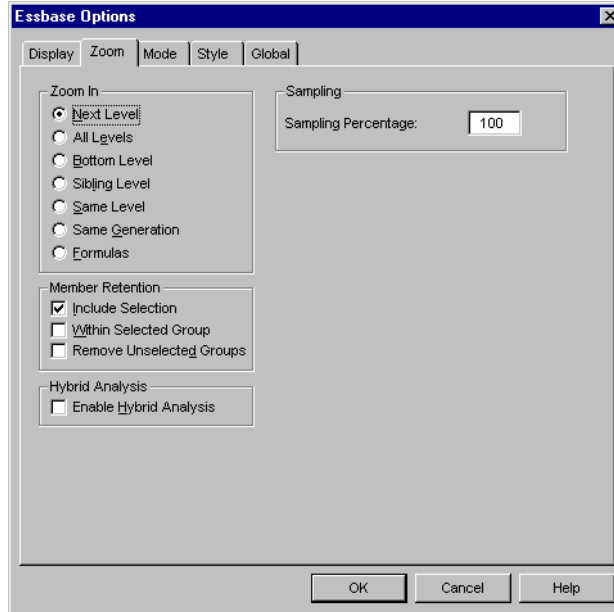 Essbase Options
Display Zoom Mode Style Global
Zoom In
Next Level
All Levels
Bottom Level
Sibling Level
Same Level
Same Generation
Formulas
Sampling
Sampling Percentage: 100
Member Retention
Include Selection
Within Selected Group
Remove Unselected Groups
Hybrid Analysis
Enable Hybrid Analysis
OK Cancel Help